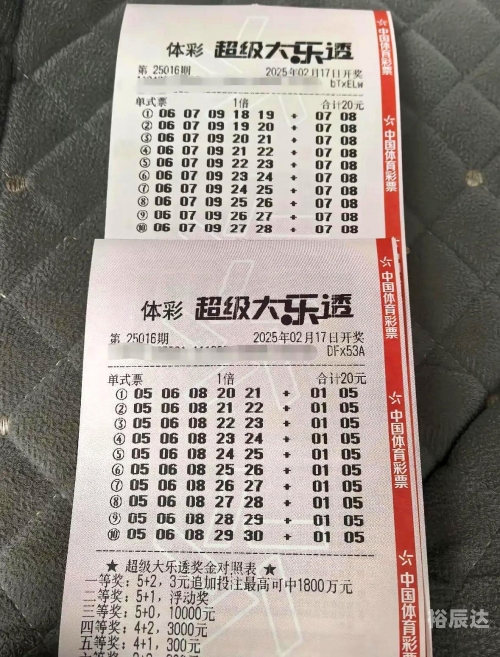 体彩 超级大乐透
第 25016期 2025年02月17日开奖
bTxELw
单式票 1倍 合计20元
① 06 07 09 18 19 + 07 08
② 06 07 09 19 20 + 07 08
③ 06 07 09 20 21 + 07 08
④ 06 07 09 21 22 + 07 08
⑤ 06 07 09 22 23 + 07 08
⑥ 06 07 09 23 24 + 07 08
⑦ 06 07 09 24 25 + 07 08
⑧ 06 07 09 25 26 + 07 08
⑨ 06 07 09 26 27 + 07 08
⑩ 06 07 09 27 28 + 07 08
中国体育彩票
中国体育彩票
体彩 超级大乐透
第 25016期 2025年02月17日开奖
DFx53A
单式票 1倍 合计20元
① 05 06 08 20 21 + 01 05
② 05 06 08 21 22 + 01 05
③ 05 06 08 22 23 + 01 05
④ 05 06 08 23 24 + 01 05
⑤ 05 06 08 24 25 + 01 05
⑥ 05 06 08 25 26 + 01 05
⑦ 05 06 08 26 27 + 01 05
⑧ 05 06 08 27 28 + 01 05
⑨ 05 06 08 28 29 + 01 05
⑩ 05 06 08 29 30 + 01 05
★ 超级大乐透奖金对照表 ★
一等奖: 5+2, 3元追加投注最高可中1800万元
二等奖: 5+1, 浮动奖
三等奖: 5+0, 10000元
四等奖: 4+2, 3000元
五等奖: 4+1, 300元
中国体育彩票
中国体育彩票
中国体育彩票
裕辰达